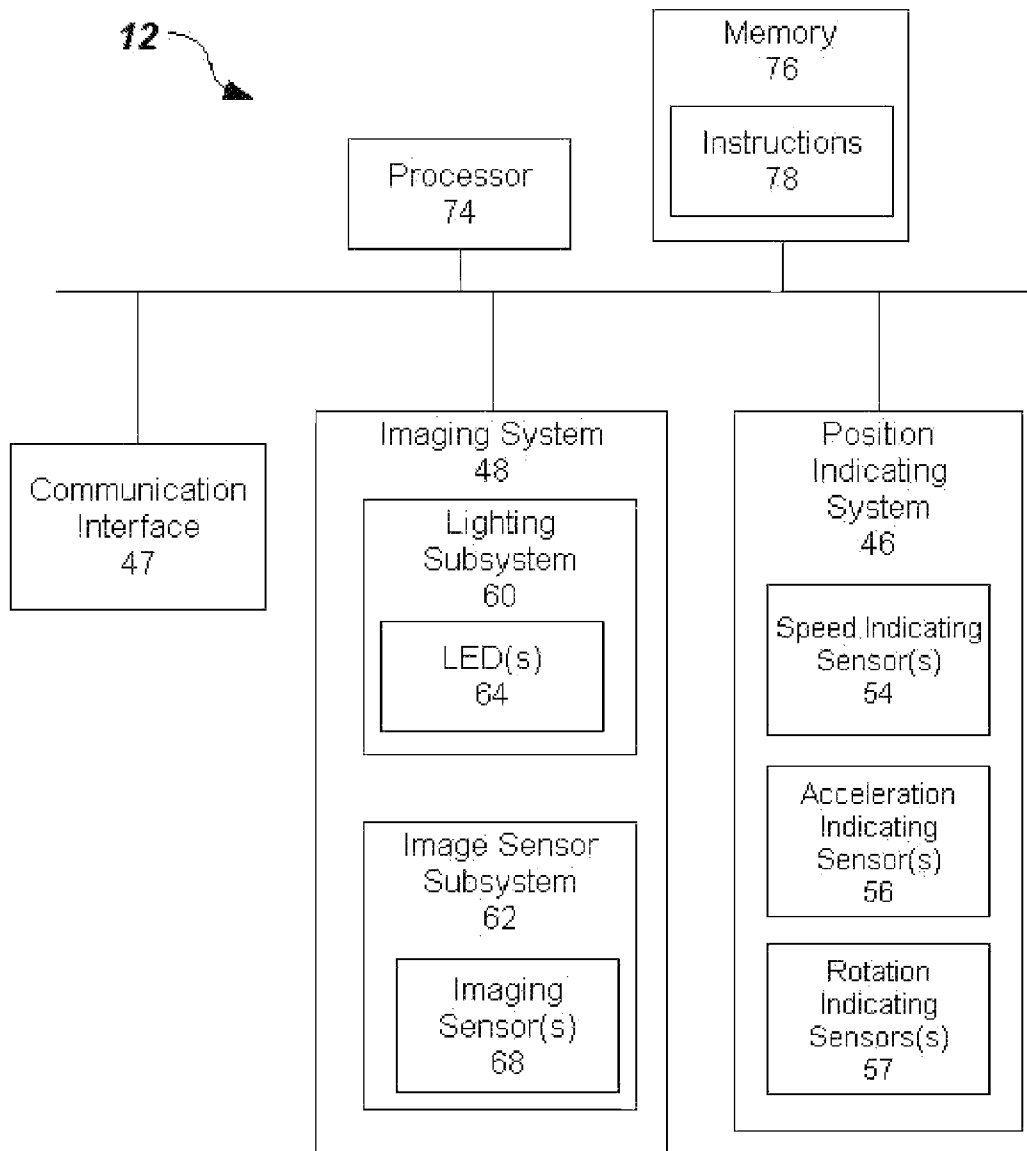 12
Memory
76
Instructions
78
Processor
74
Communication
Interface
47
Imaging System
48
Lighting
Subsystem
60
LED(s)
64
Image Sensor
Subsystem
62
Imaging
Sensor(s)
68
Position
Indicating
System
46
Speed Indicating
Sensor(s)
54
Acceleration
Indicating
Sensor(s)
56
Rotation
Indicating
Sensors(s)
57